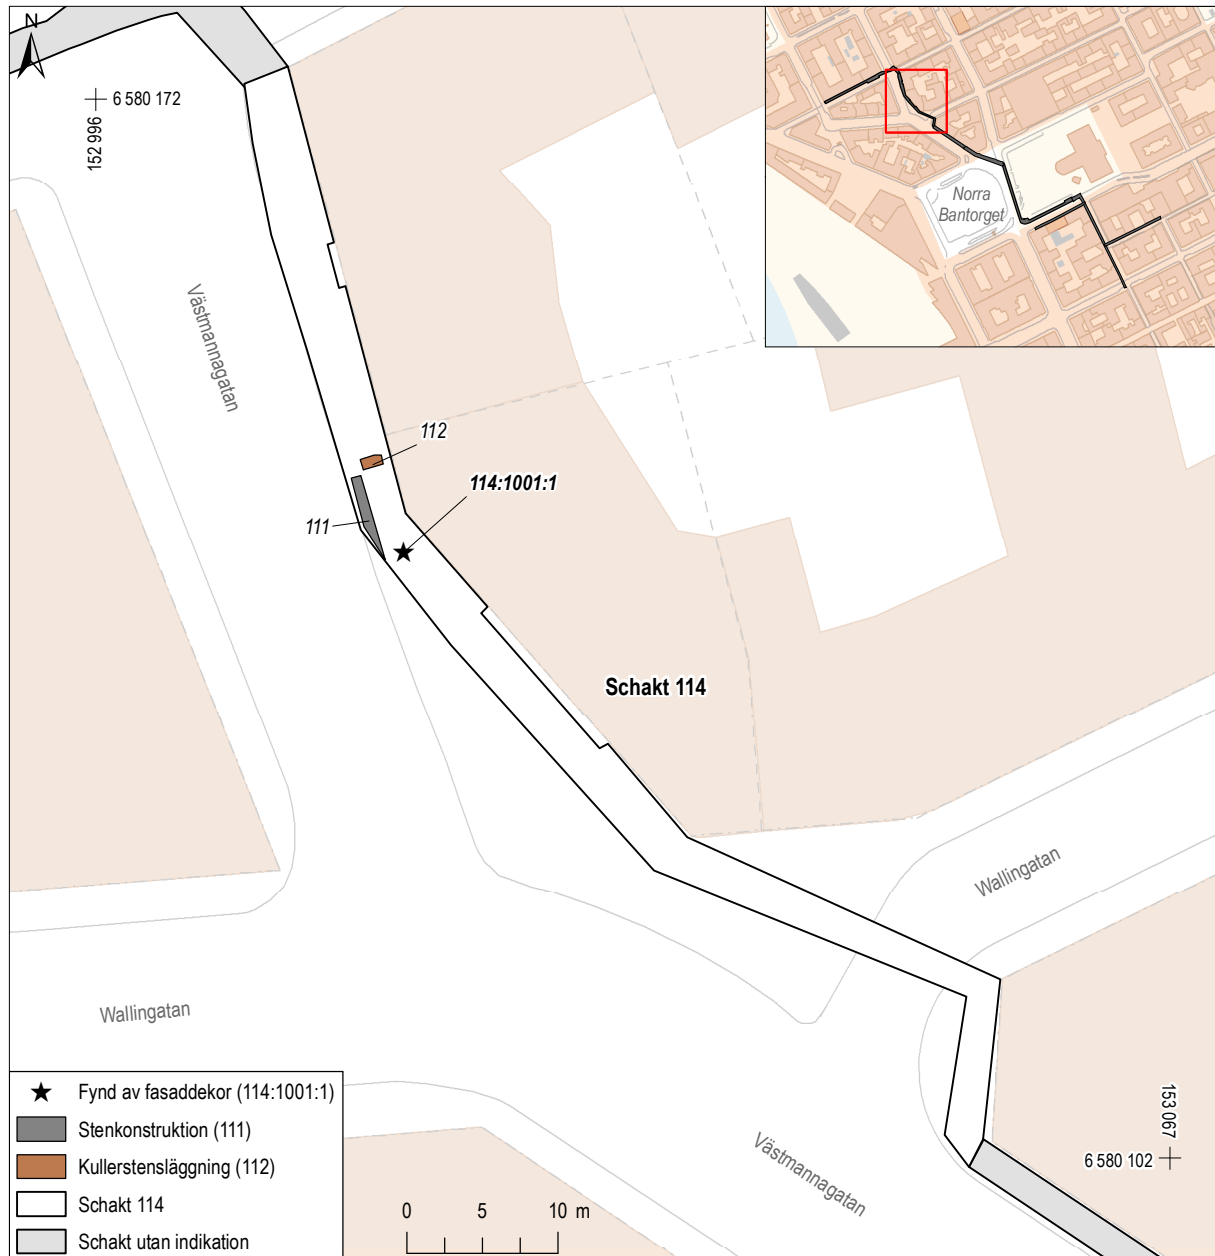 N
6 580 172
152 996
Norra
Bantorget
Västmannagatan
112
114:1001:1
111
Schakt 114
Wallingatan
Wallingatan
Västmannagatan
153 067
6 580 102
Fynd av fasaddekor (114:1001:1)
Stenkonstruktion (111)
Kullerstensläggning (112)
Schakt 114
Schakt utan indikation
0 5 10 m